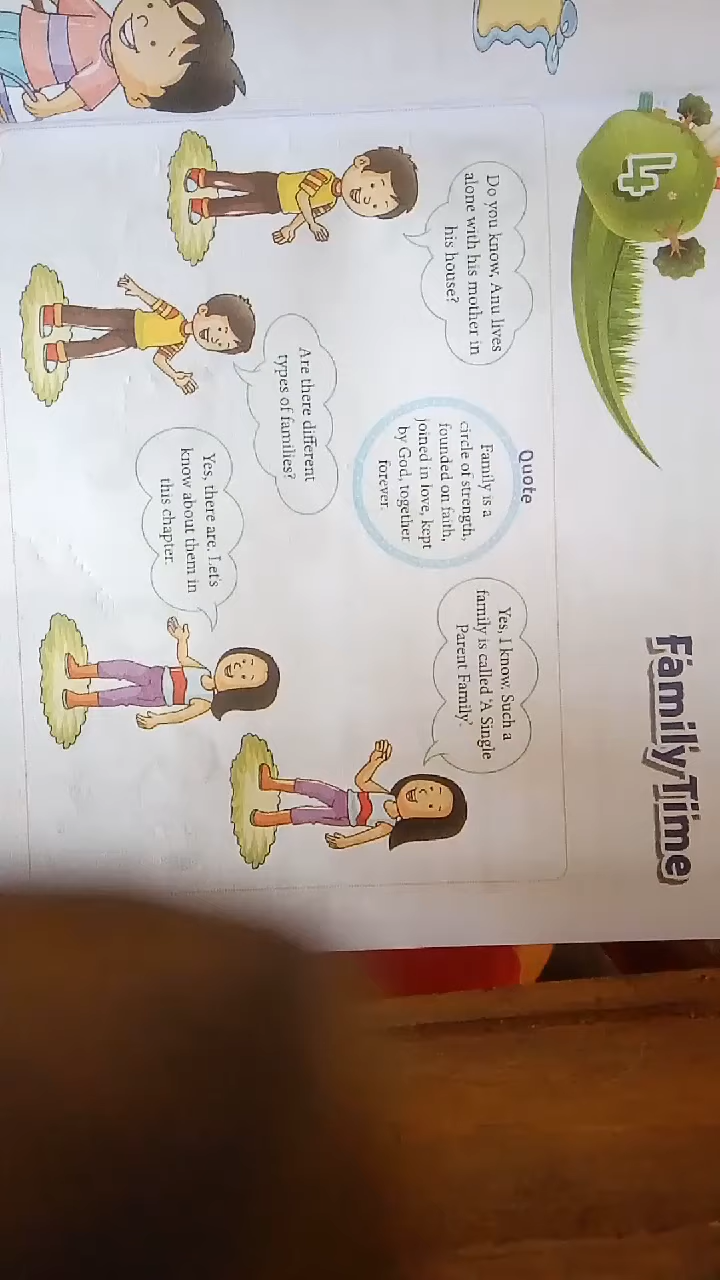 4
Family Time
Do you know, Anu lives
alone with his mother in
his house?
Quote
Family is a
circle of strength,
founded on faith,
joined in love, kept
by God, together
forever.
Yes, I know. Such a
family is called ‘A Single
Parent Family’.
Are there different
types of families?
Yes, there are. Let's
know about them in
this chapter.